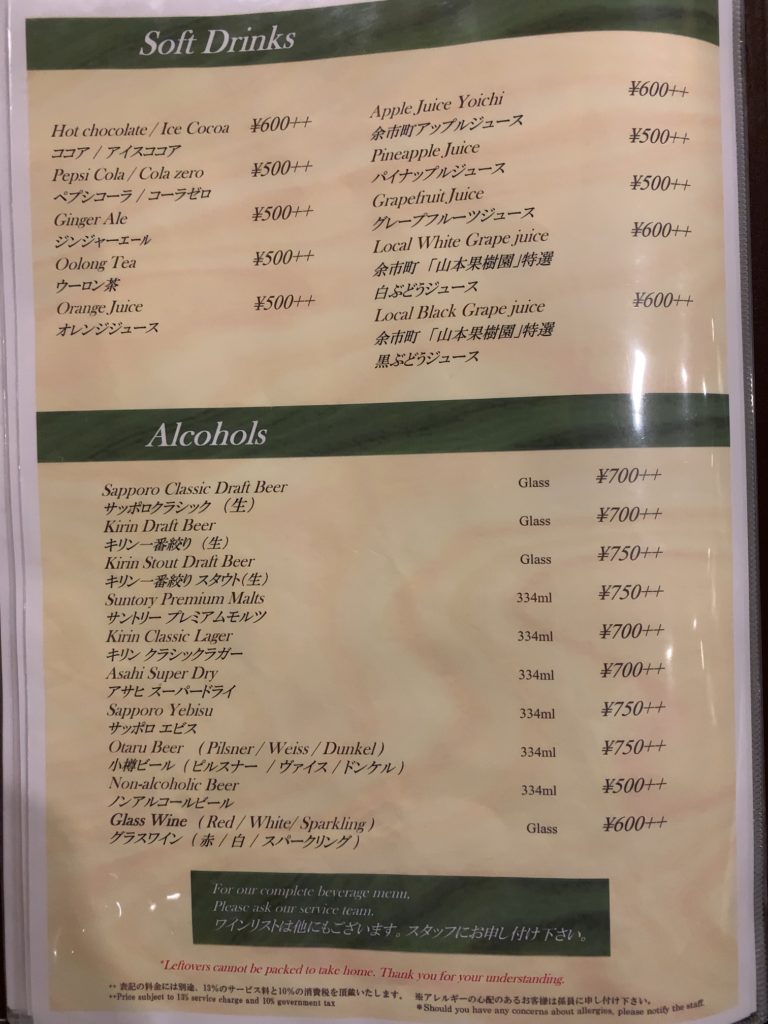 Soft Drinks
Hot chocolate / Ice Cocoa ¥600++
ココア / アイスココア
Pepsi Cola / Cola zero ¥500++
ペプシコーラ / コーラゼロ
Ginger Ale ¥500++
ジンジャーエール
Oolong Tea ¥500++
ウーロン茶
Orange Juice ¥500++
オレンジジュース
Apple Juice Yoichi ¥600++
余市町アップルジュース
Pineapple Juice ¥500++
パイナップルジュース
Grapefruit Juice ¥500++
グレープフルーツジュース
Local White Grape juice ¥600++
余市町 「山本果樹園」特選
白ぶどうジュース
Local Black Grape juice ¥600++
余市町 「山本果樹園」特選
黒ぶどうジュース
Alcohols
Sapporo Classic Draft Beer Glass ¥700++
サッポロクラシック (生)
Kirin Draft Beer Glass ¥700++
キリン一番絞り (生)
Kirin Stout Draft Beer Glass ¥750++
キリン一番絞り スタウト(生)
Suntory Premium Malts 334ml ¥750++
サントリー プレミアムモルツ
Kirin Classic Lager 334ml ¥700++
キリン クラシックラガー
Asahi Super Dry 334ml ¥700++
アサヒ スーパードライ
Sapporo Yebisu 334ml ¥750++
サッポロ エビス
Otaru Beer ( Pilsner / Weiss / Dunkel ) 334ml ¥750++
小樽ビール ( ピルスナー / ヴァイス / ドンケル )
Non-alcoholic Beer 334ml ¥500++
ノンアルコールビール
Glass Wine ( Red / White/ Sparkling ) Glass ¥600++
グラスワイン ( 赤 / 白 / スパークリング )
For our complete beverage menu,
Please ask our service team.
ワインリストは他にもございます。スタッフにお申し付け下さい。
*Leftovers cannot be packed to take home. Thank you for your understanding.
++ 表記の料金には別途、13%のサービス料と10%の消費税を頂戴いたします。 ※アレルギーの心配のあるお客様は係員に申し付け下さい。
++Price subject to 13% service charge and 10% government tax ＊Should you have any concerns about allergies, please notify the staff.